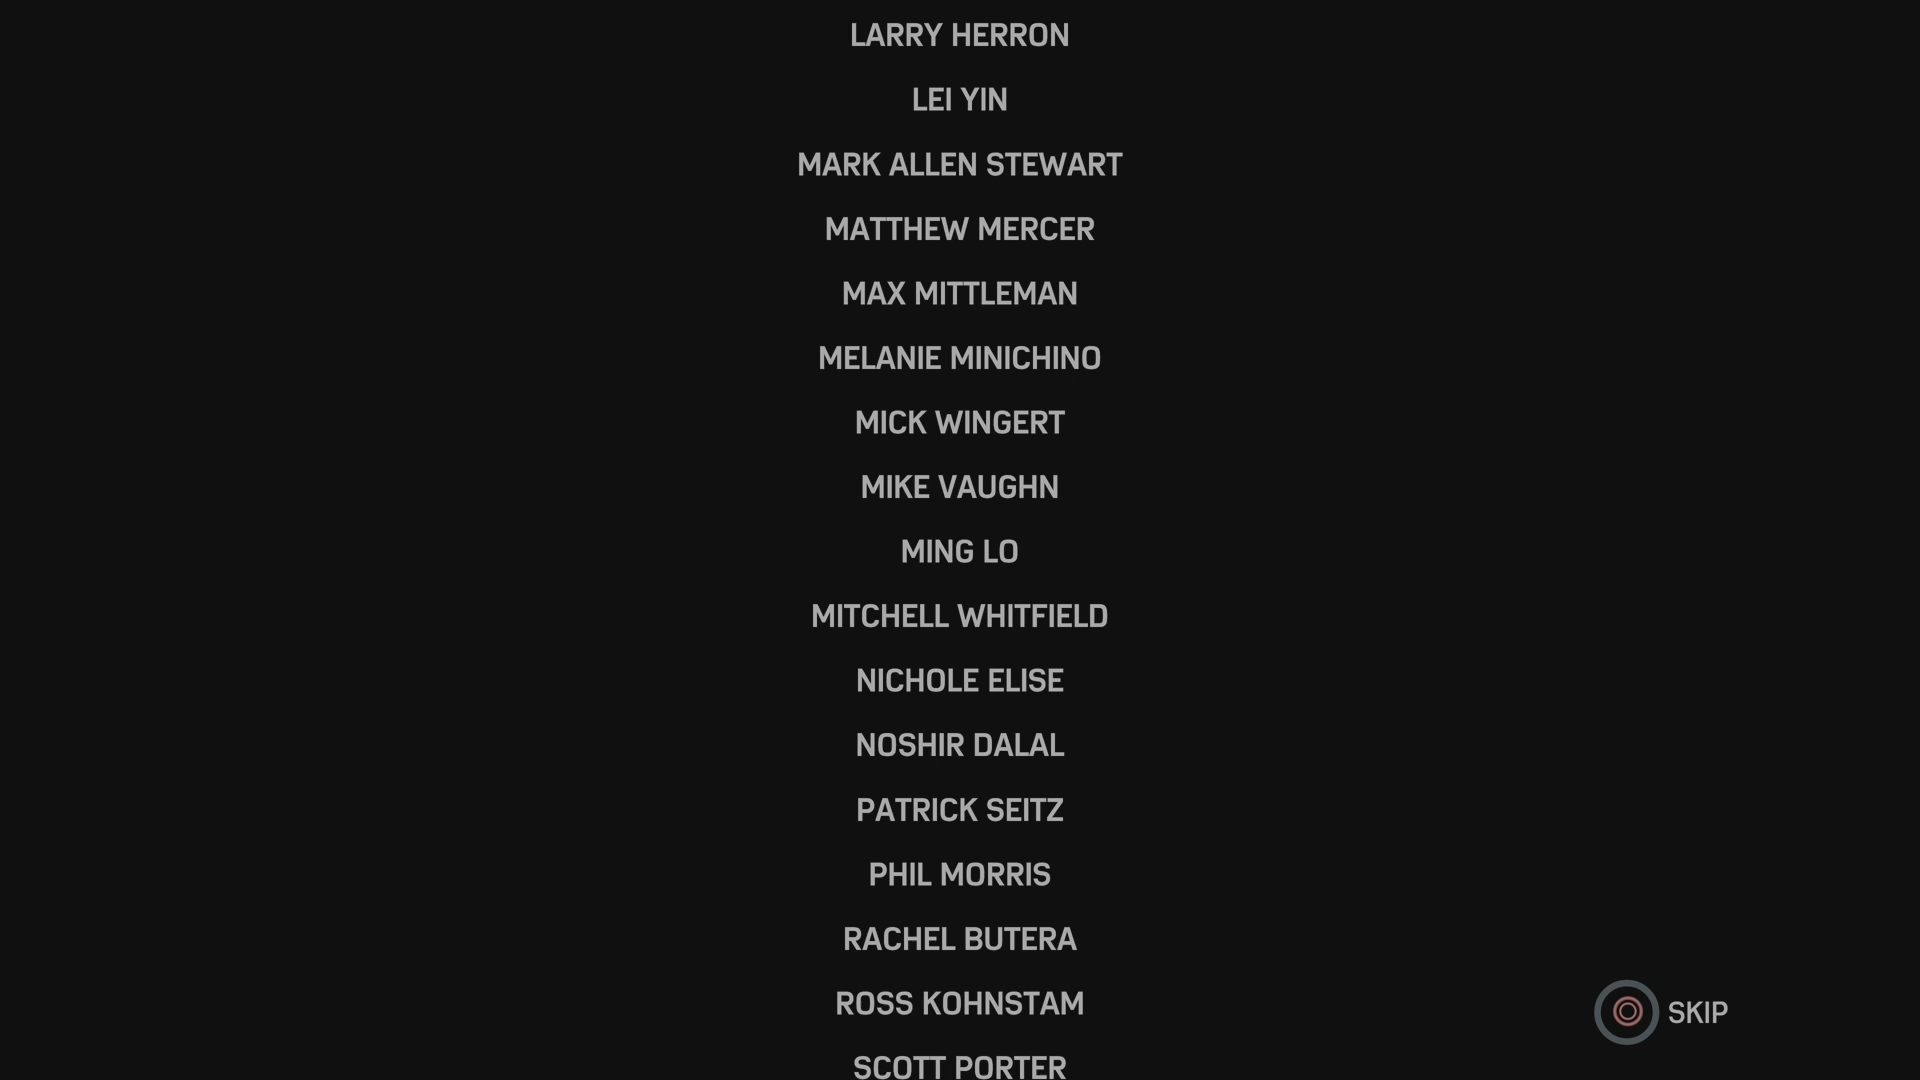 LARRY HERRON
LEI YIN
MARK ALLEN STEWART
MATTHEW MERCER
MAX MITTLEMAN
MELANIE MINICHINO
MICK WINGERT
MIKE VAUGHN
MING LO
MITCHELL WHITFIELD
NICHOLE ELISE
NOSHIR DALAL
PATRICK SEITZ
PHIL MORRIS
RACHEL BUTERA
ROSS KOHNSTAM
SKIP
SCOTT PORTER